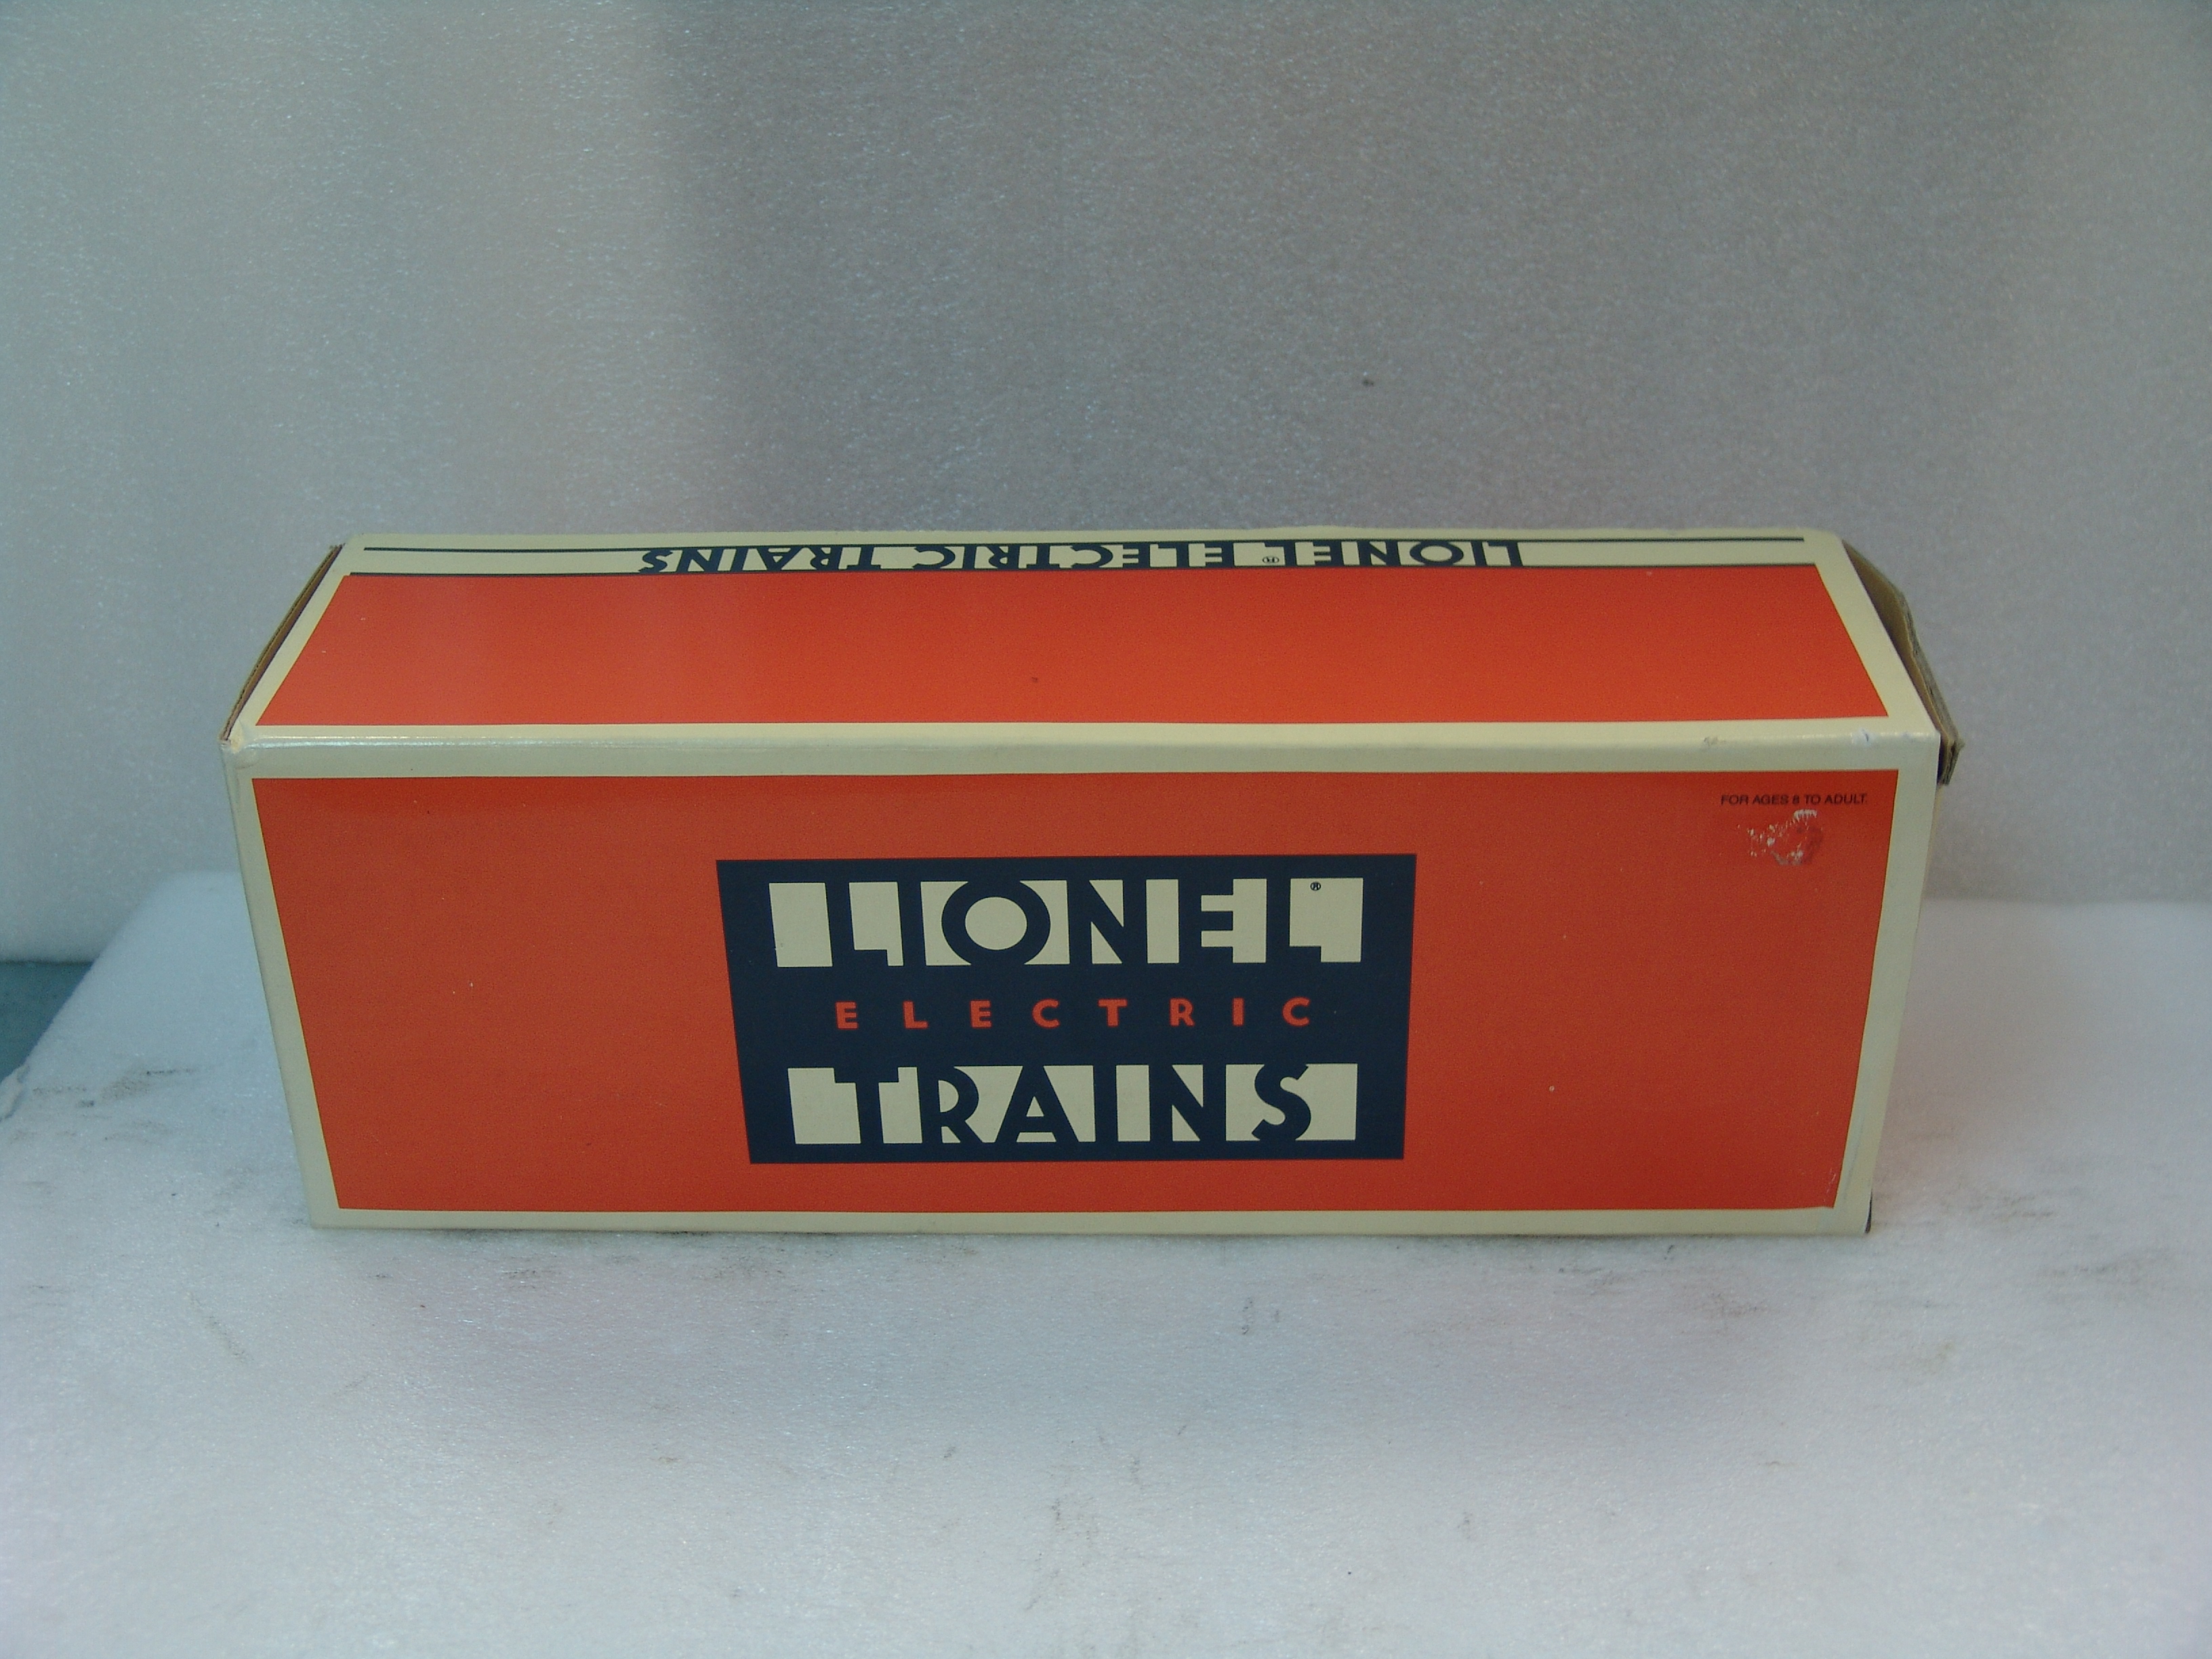 LIONEL® ELECTRIC TRAINS
FOR AGES 8 TO ADULT.
LIONEL®
ELECTRIC
TRAINS